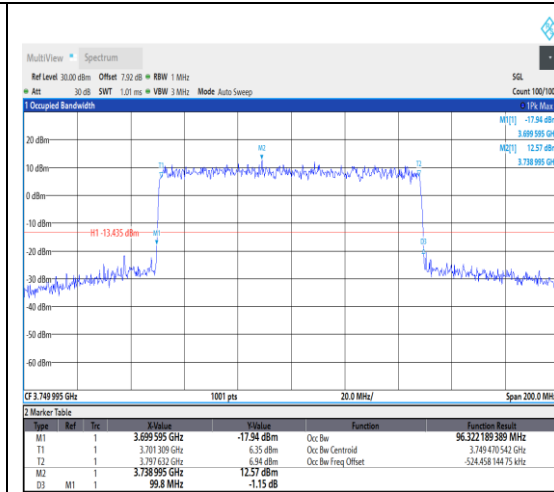 MultiView Spectrum
Ref Level 30.00 dBm Offset 7.92 dB RBW 1 MHz SGL
Att 30 dB SWT 1.01 ms VBW 3 MHz Mode Auto Sweep Count 100/100
1 Occupied Bandwidth 1Pk Max
M1[1] -17.94 dBm
3.699 595 GHz
M2[1] 12.57 dBm
3.738 995 GHz
20 dBm
10 dBm
0 dBm
-10 dBm
-20 dBm
-30 dBm
-40 dBm
-50 dBm
-60 dBm
T1
M2
T2
H1 -13.435 dBm
M1
D3
CF 3.749 995 GHz 1001 pts 20.0 MHz/ Span 200.0 MHz
2 Marker Table
Type Ref Trc X-Value Y-Value Function Function Result
M1 1 3.699 595 GHz -17.94 dBm Occ Bw 96.322 189 389 MHz
T1 1 3.701 309 GHz 6.35 dBm Occ Bw Centroid 3.749 470 542 GHz
T2 1 3.797 632 GHz 6.94 dBm Occ Bw Freq Offset -524.458 144 75 kHz
M2 1 3.738 995 GHz 12.57 dBm
D3 M1 1 99.8 MHz -1.15 dB